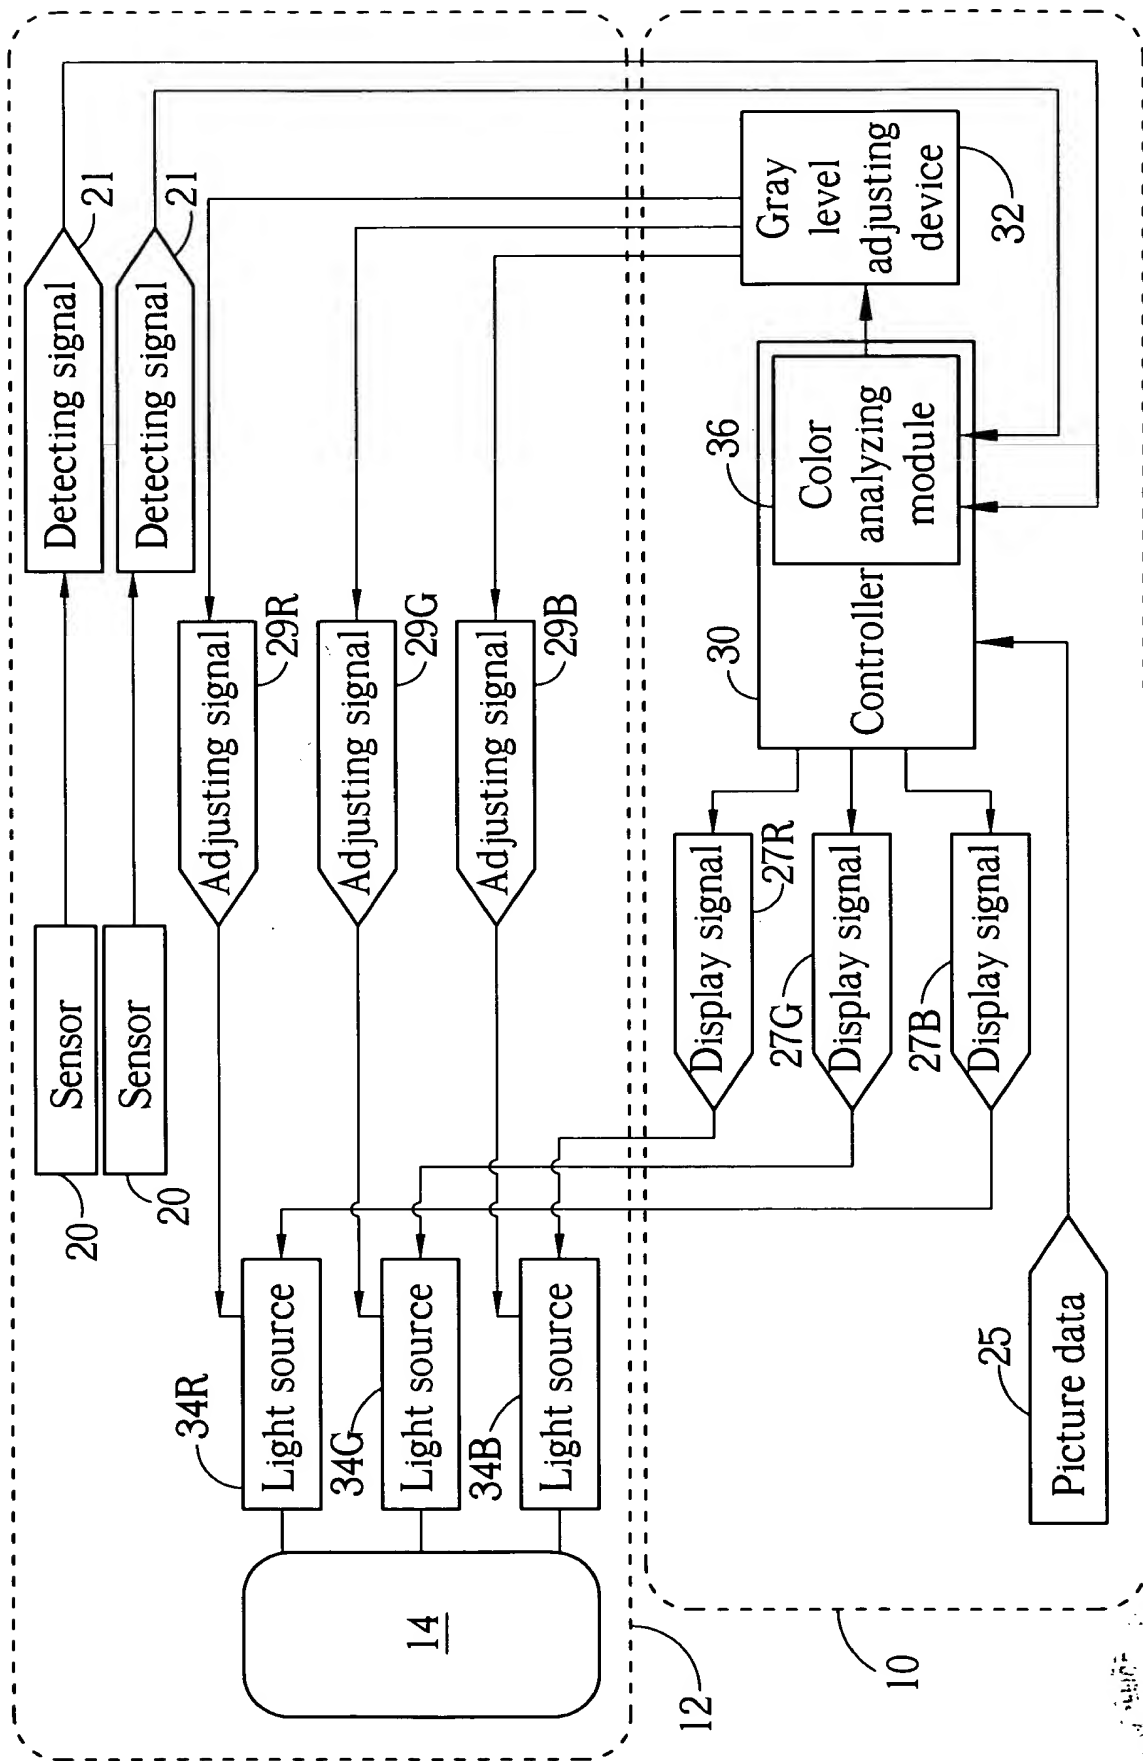 20
Sensor
20
Sensor
Detecting signal
21
Detecting signal
21
34R
Light source
34G
Light source
34B
Light source
14
Adjusting signal
29R
Adjusting signal
29G
Adjusting signal
29B
12
Display signal
27R
27G
Display signal
27B
Display signal
30
Controller
36
Color
analyzing
module
Gray
level
adjusting
device
32
25
Picture data
10